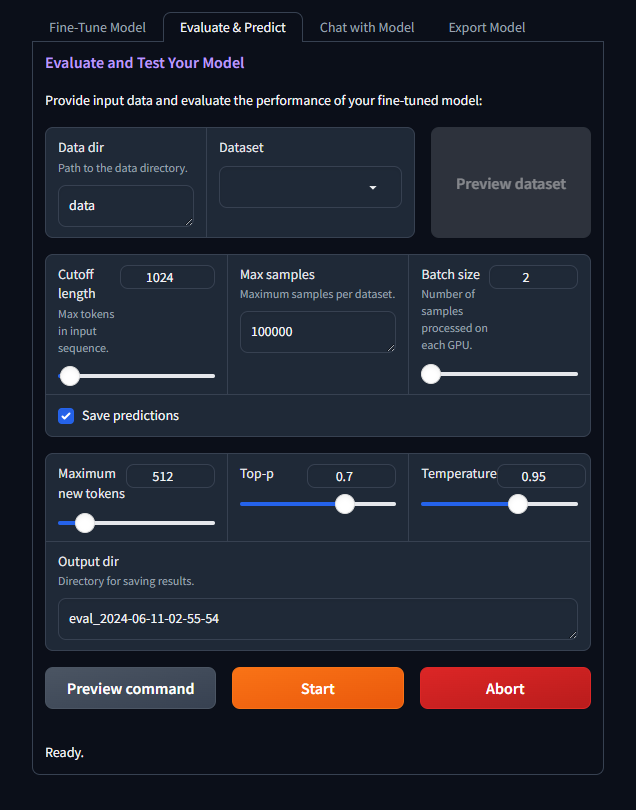 Fine-Tune Model Evaluate & Predict Chat with Model Export Model
Evaluate and Test Your Model
Provide input data and evaluate the performance of your fine-tuned model:
Data dir
Path to the data directory.
data
Dataset
Preview dataset
Cutoff
length
1024
Max tokens
in input
sequence.
Max samples
Maximum samples per dataset.
100000
Batch size
2
Number of
samples
processed on
each GPU.
Save predictions
Maximum
new tokens
512
Top-p
0.7
Temperature
0.95
Output dir
Directory for saving results.
eval_2024-06-11-02-55-54
Preview command Start Abort
Ready.